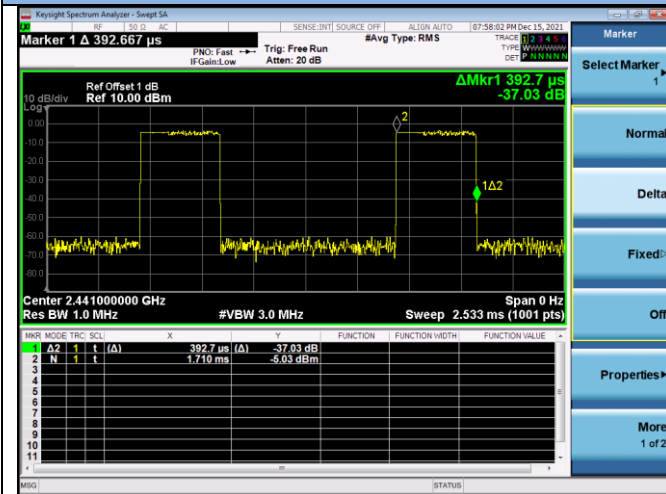 Keysight Spectrum Analyzer - Swept SA
RF 50 Ω AC SENSE:INT SOURCE OFF ALIGN AUTO 07:58:02 PM Dec 15, 2021
Marker 1 Δ 392.667 µs
#Avg Type: RMS
TRACE 1 2 3 4 5 6
TYPE W
DET P N N N N N
PNO: Fast
IFGain:Low
Trig: Free Run
Atten: 20 dB
Ref Offset 1 dB
Ref 10.00 dBm
10 dB/div
Log
ΔMkr1 392.7 µs
-37.03 dB
0.00
-10.0
-20.0
-30.0
-40.0
-50.0
-60.0
-70.0
-80.0
2
1Δ2
Center 2.441000000 GHz
Span 0 Hz
Res BW 1.0 MHz
#VBW 3.0 MHz
Sweep 2.533 ms (1001 pts)
MKR MODE TRC SCL X Y FUNCTION FUNCTION WIDTH FUNCTION VALUE
1 Δ2 1 t (Δ) 392.7 µs (Δ) -37.03 dB
2 N 1 t 1.710 ms -5.03 dBm
3
4
5
6
7
8
9
10
11
MSG
STATUS
Marker
Select Marker
1
Normal
Delta
Fixed
Off
Properties
More
1 of 2